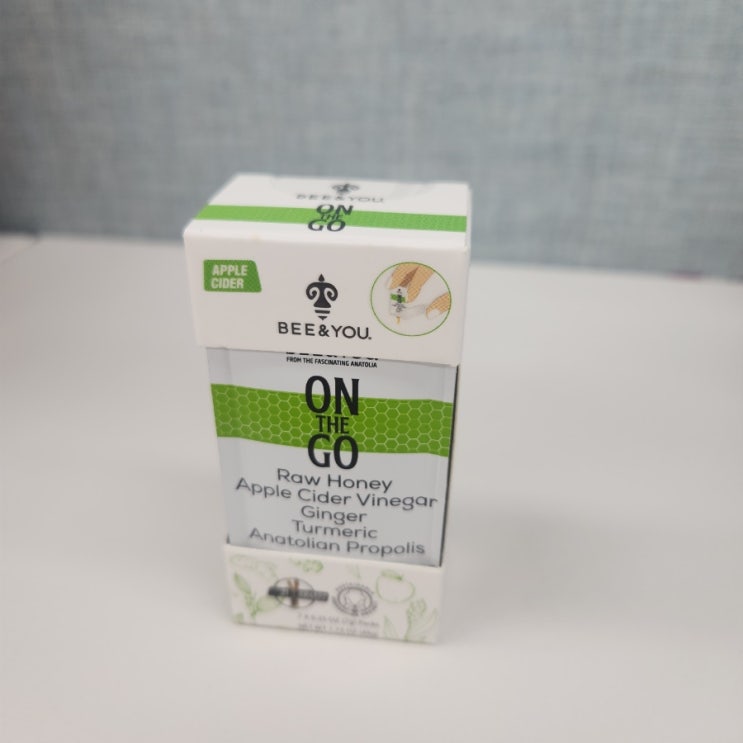 BEE&YOU.
ON
THE
GO
APPLE
CIDER
BEE&YOU.
FROM THE FASCINATING ANATOLIA
ON
THE
GO
Raw Honey
Apple Cider Vinegar
Ginger
Turmeric
Anatolian Propolis